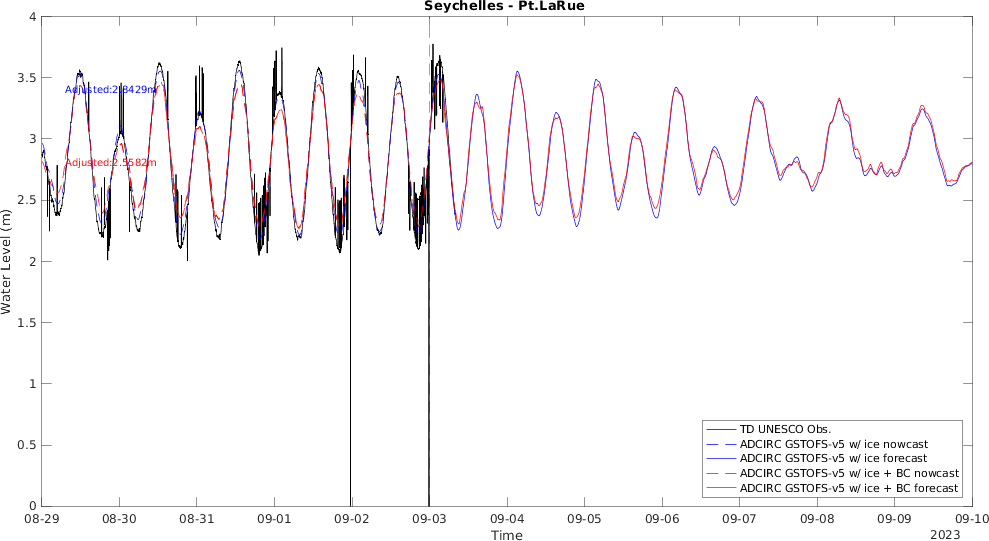 Seychelles - Pt.LaRue
4
3.5
3
2.5
2
1.5
1
0.5
0
Water Level (m)
Adjusted:2.8429m
Adjusted:2.5582m
TD UNESCO Obs.
ADCIRC GSTOFS-v5 w/ ice nowcast
ADCIRC GSTOFS-v5 w/ ice forecast
ADCIRC GSTOFS-v5 w/ ice + BC nowcast
ADCIRC GSTOFS-v5 w/ ice + BC forecast
08-29 08-30 08-31 09-01 09-02 09-03 09-04 09-05 09-06 09-07 09-08 09-09 09-10
Time
2023